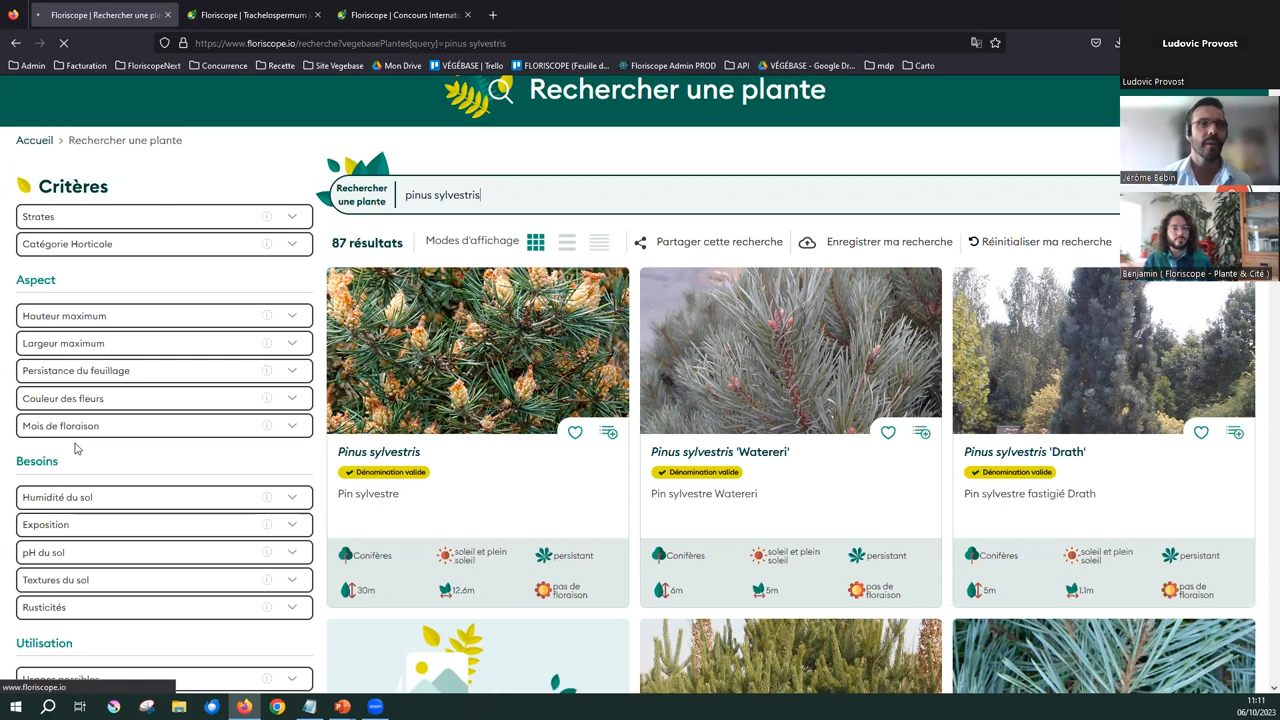 Floriscope | Rechercher une pla
Floriscope | Trachelospermum j
Floriscope | Concours Internati
https://www.floriscope.io/recherche?vegebasePlantes[query]=pinus sylvestris
Admin
Facturation
FloriscopeNext
Concurrence
Recette
Site Vegebase
Mon Drive
VÉGÉBASE | Trello
FLORISCOPE (Feuille d...
Floriscope Admin PROD
API
VÉGÉBASE - Google Dr...
mdp
Carto
Ludovic Provost
Ludovic Provost
Jerôme Bébin
Benjamin ( Floriscope - Plante & Cité )
Rechercher une plante
Accueil > Rechercher une plante
Critères
Strates
Catégorie Horticole
Aspect
Hauteur maximum
Largeur maximum
Persistance du feuillage
Couleur des fleurs
Mois de floraison
Besoins
Humidité du sol
Exposition
pH du sol
Textures du sol
Rusticités
Utilisation
Usages possibles
www.floriscope.io
Rechercher
une plante
pinus sylvestris
87 résultats
Modes d'affichage
Partager cette recherche
Enregistrer ma recherche
Réinitialiser ma recherche
Pinus sylvestris
Dénomination valide
Pin sylvestre
Conifères
soleil et plein
soleil
persistant
30m
12.6m
pas de
floraison
Pinus sylvestris 'Watereri'
Dénomination valide
Pin sylvestre Watereri
Conifères
soleil et plein
soleil
persistant
6m
5m
pas de
floraison
Pinus sylvestris 'Drath'
Dénomination valide
Pin sylvestre fastigié Drath
Conifères
soleil et plein
soleil
persistant
5m
1.1m
pas de
floraison
11:11
06/10/2023